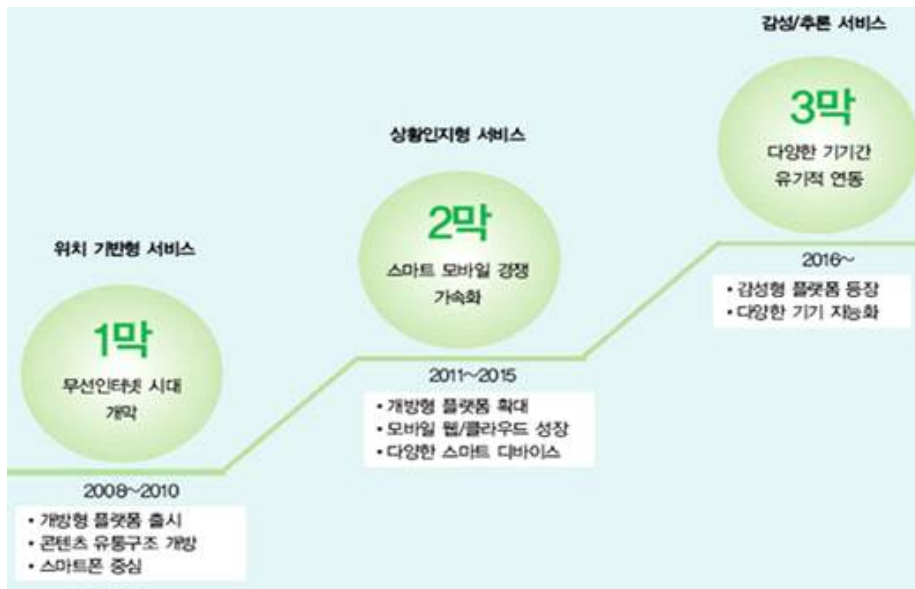 위치 기반형 서비스
1막
무선인터넷 시대
개막
2008~2010
• 개방형 플랫폼 출시
• 콘텐츠 유통구조 개방
• 스마트폰 중심
상황인지형 서비스
2막
스마트 모바일 경쟁
가속화
2011~2015
• 개방형 플랫폼 확대
• 모바일 웹/클라우드 성장
• 다양한 스마트 디바이스
감성/추론 서비스
3막
다양한 기기간
유기적 연동
2016~
• 감성형 플랫폼 등장
• 다양한 기기 지능화